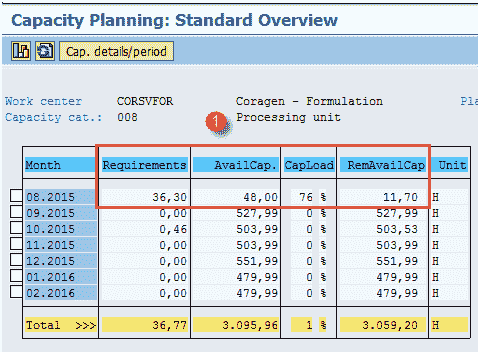 Capacity Planning: Standard Overview
Cap. details/period
Work center CORSVFOR Coragen - Formulation Pla
Capacity cat.: 008 Processing unit
1
Month Requirements AvailCap. CapLoad RemAvailCap Unit
08.2015 36,30 48,00 76 % 11,70 H
09.2015 0,00 527,99 0 % 527,99 H
10.2015 0,46 503,99 0 % 503,53 H
11.2015 0,00 503,99 0 % 503,99 H
12.2015 0,00 551,99 0 % 551,99 H
01.2016 0,00 479,99 0 % 479,99 H
02.2016 0,00 479,99 0 % 479,99 H
Total >>> 36,77 3.095,96 1 % 3.059,20 H